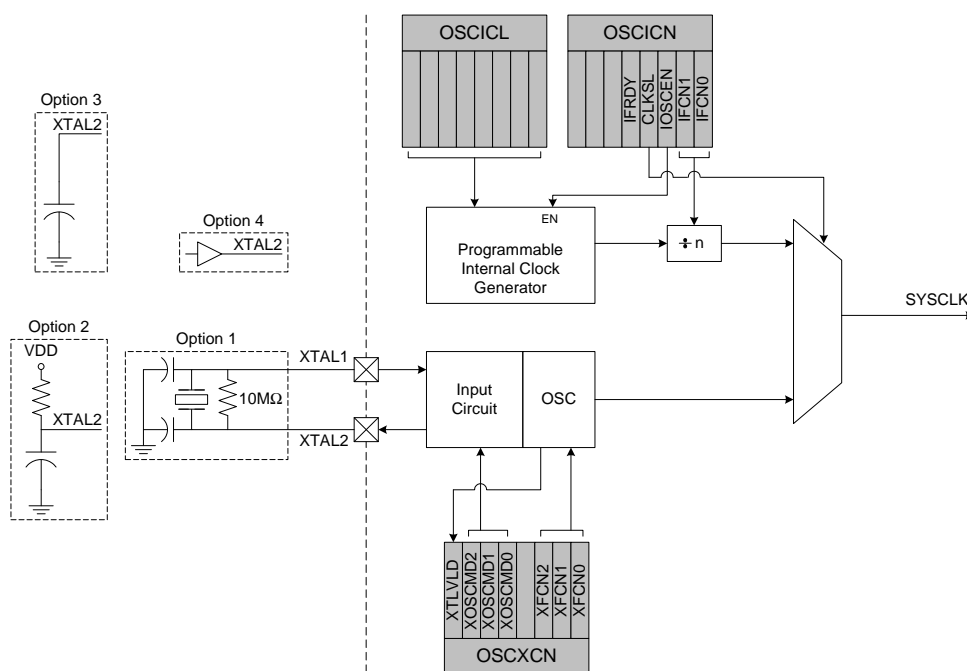 OSCICL
OSCICN
IFRDY
CLKSL
IOSCEN
IFCN1
IFCN0
Option 3
XTAL2
Option 4
XTAL2
EN
Programmable
Internal Clock
Generator
÷ n
SYSCLK
Option 2
VDD
XTAL2
Option 1
10MΩ
XTAL1
XTAL2
Input
Circuit
OSC
XTLVLD
XOSCMD2
XOSCMD1
XOSCMD0
XFCN2
XFCN1
XFCN0
OSCXCN